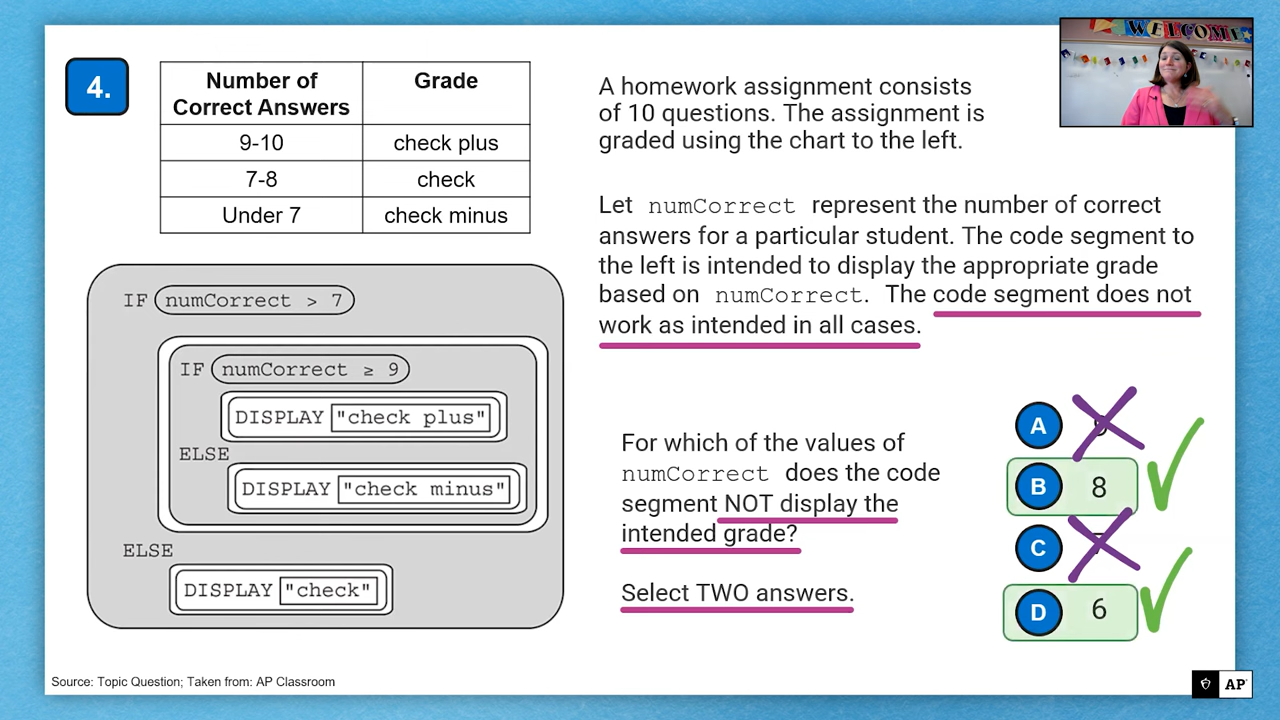 WELCOME
4.
Number of
Correct Answers
Grade
9-10
check plus
7-8
check
Under 7
check minus
A homework assignment consists
of 10 questions. The assignment is
graded using the chart to the left.
Let numCorrect represent the number of correct
answers for a particular student. The code segment to
the left is intended to display the appropriate grade
based on numCorrect. The code segment does not
work as intended in all cases.
IF numCorrect > 7
IF numCorrect ≥ 9
DISPLAY "check plus"
ELSE
DISPLAY "check minus"
ELSE
DISPLAY "check"
For which of the values of
numCorrect does the code
segment NOT display the
intended grade?
Select TWO answers.
A 9
B 8
C 7
D 6
Source: Topic Question; Taken from: AP Classroom
AP